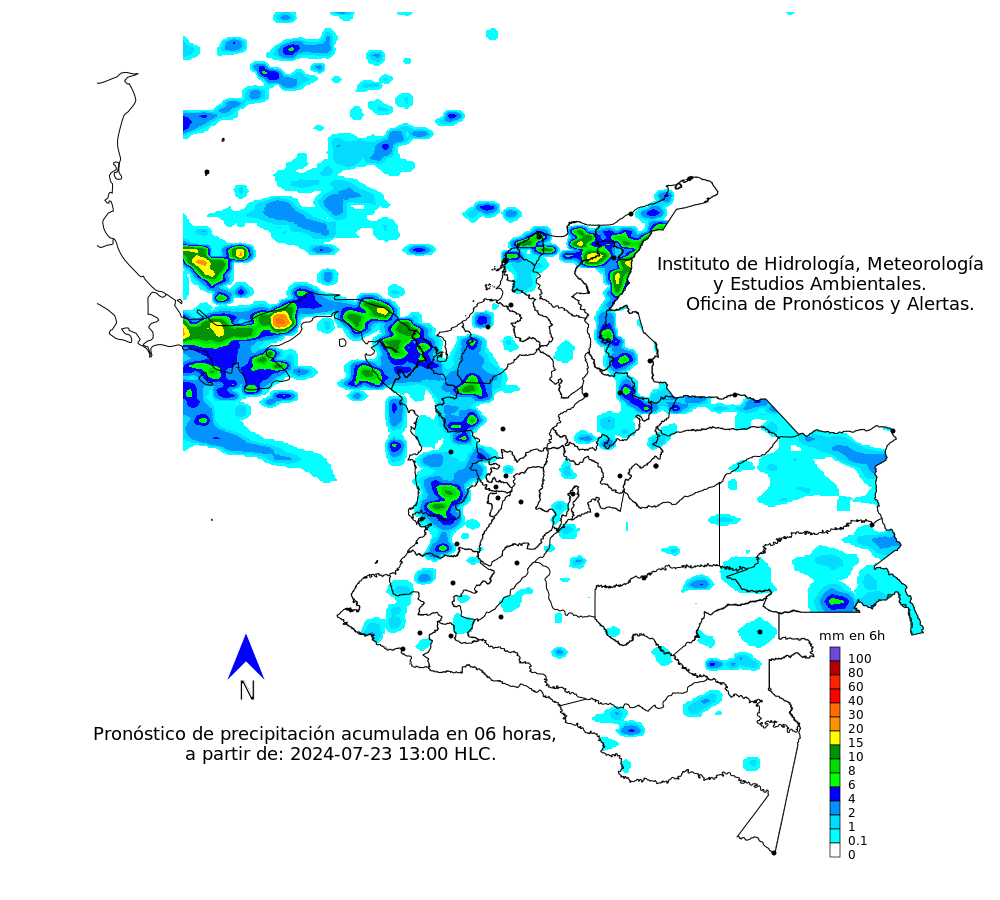 Instituto de Hidrología, Meteorología
y Estudios Ambientales.
Oficina de Pronósticos y Alertas.
mm en 6h
100
80
60
40
30
20
15
10
8
6
4
2
1
0.1
0
N
Pronóstico de precipitación acumulada en 06 horas,
a partir de: 2024-07-23 13:00 HLC.